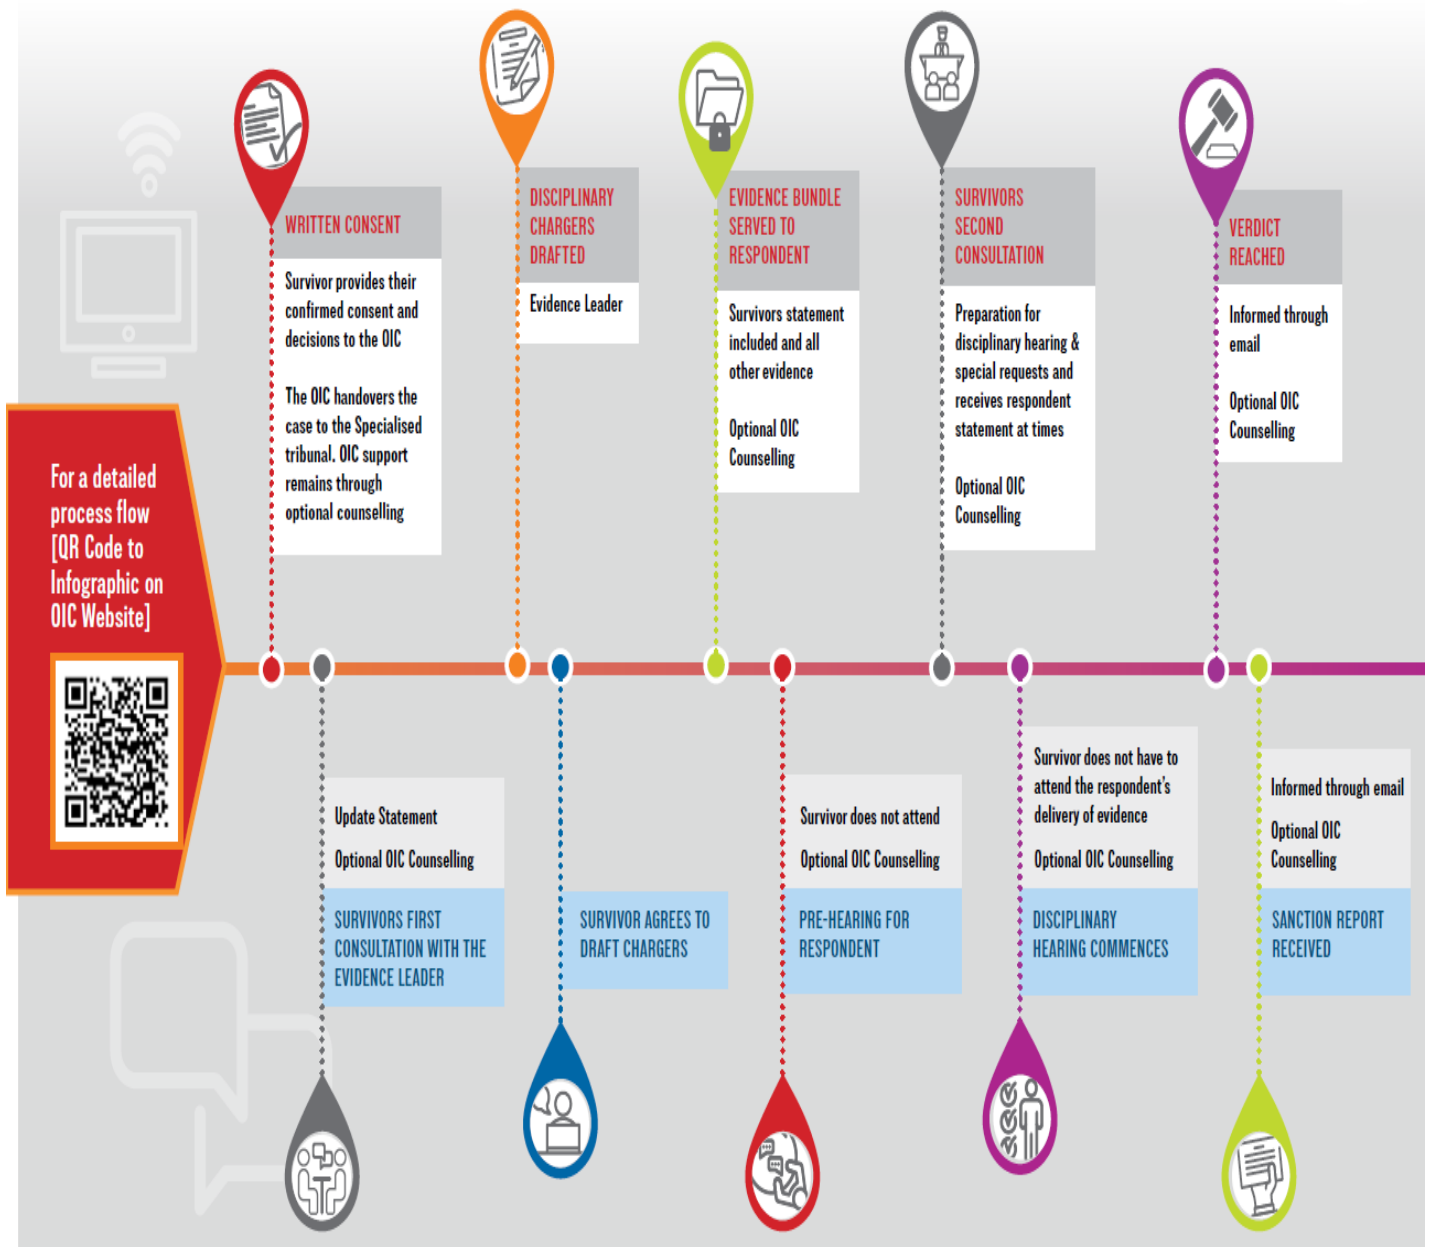 For a detailed
process flow
[QR Code to
Infographic on
OIC Website]
WRITTEN CONSENT
Survivor provides their
confirmed consent and
decisions to the OIC
The OIC handovers the
case to the Specialised
tribunal. OIC support
remains through
optional counselling
Update Statement
Optional OIC Counselling
SURVIVORS FIRST
CONSULTATION WITH THE
EVIDENCE LEADER
DISCIPLINARY
CHARGERS
DRAFTED
Evidence Leader
SURVIVOR AGREES TO
DRAFT CHARGERS
EVIDENCE BUNDLE
SERVED TO
RESPONDENT
Survivors statement
included and all
other evidence
Optional OIC
Counselling
Survivor does not attend
Optional OIC Counselling
PRE-HEARING FOR
RESPONDENT
SURVIVORS
SECOND
CONSULTATION
Preparation for
disciplinary hearing &
special requests and
receives respondent
statement at times
Optional OIC
Counselling
Survivor does not have to
attend the respondent's
delivery of evidence
Optional OIC Counselling
DISCIPLINARY
HEARING COMMENCES
VERDICT
REACHED
Informed through
email
Optional OIC
Counselling
Informed through email
Optional OIC
Counselling
SANCTION REPORT
RECEIVED